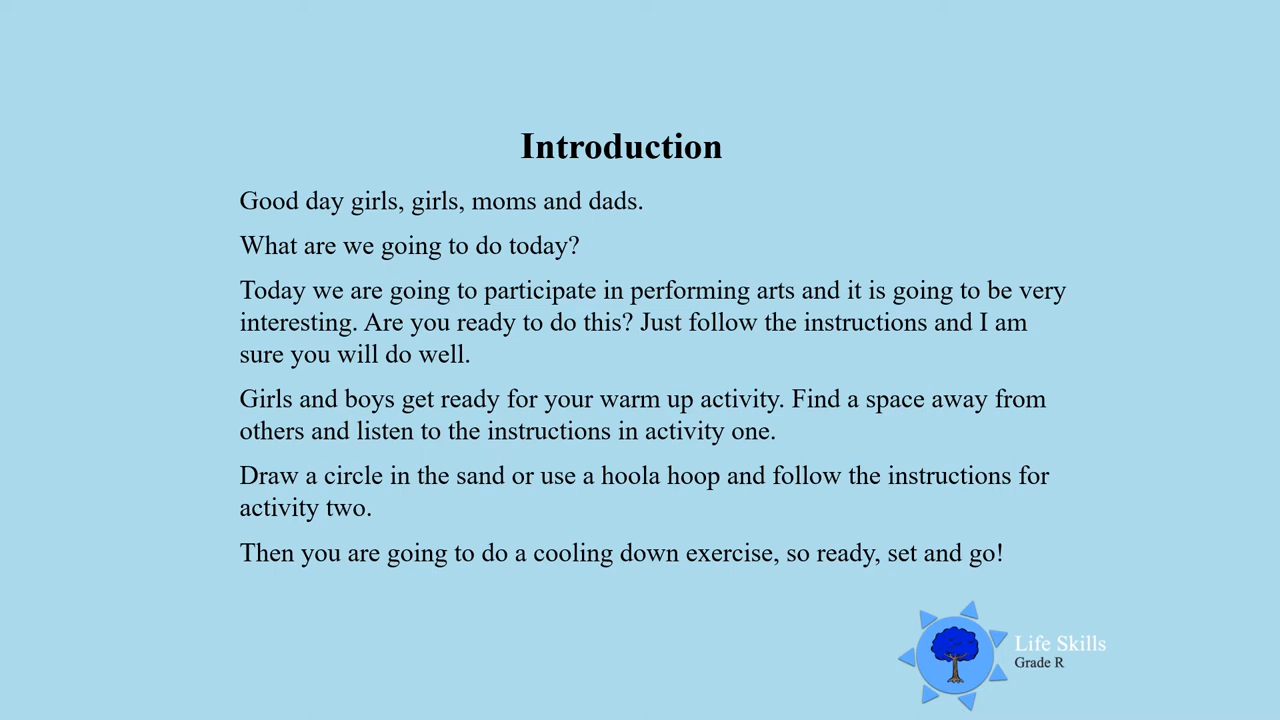 Introduction
Good day girls, girls, moms and dads.
What are we going to do today?
Today we are going to participate in performing arts and it is going to be very
interesting. Are you ready to do this? Just follow the instructions and I am
sure you will do well.
Girls and boys get ready for your warm up activity. Find a space away from
others and listen to the instructions in activity one.
Draw a circle in the sand or use a hoola hoop and follow the instructions for
activity two.
Then you are going to do a cooling down exercise, so ready, set and go!
Life Skills
Grade R